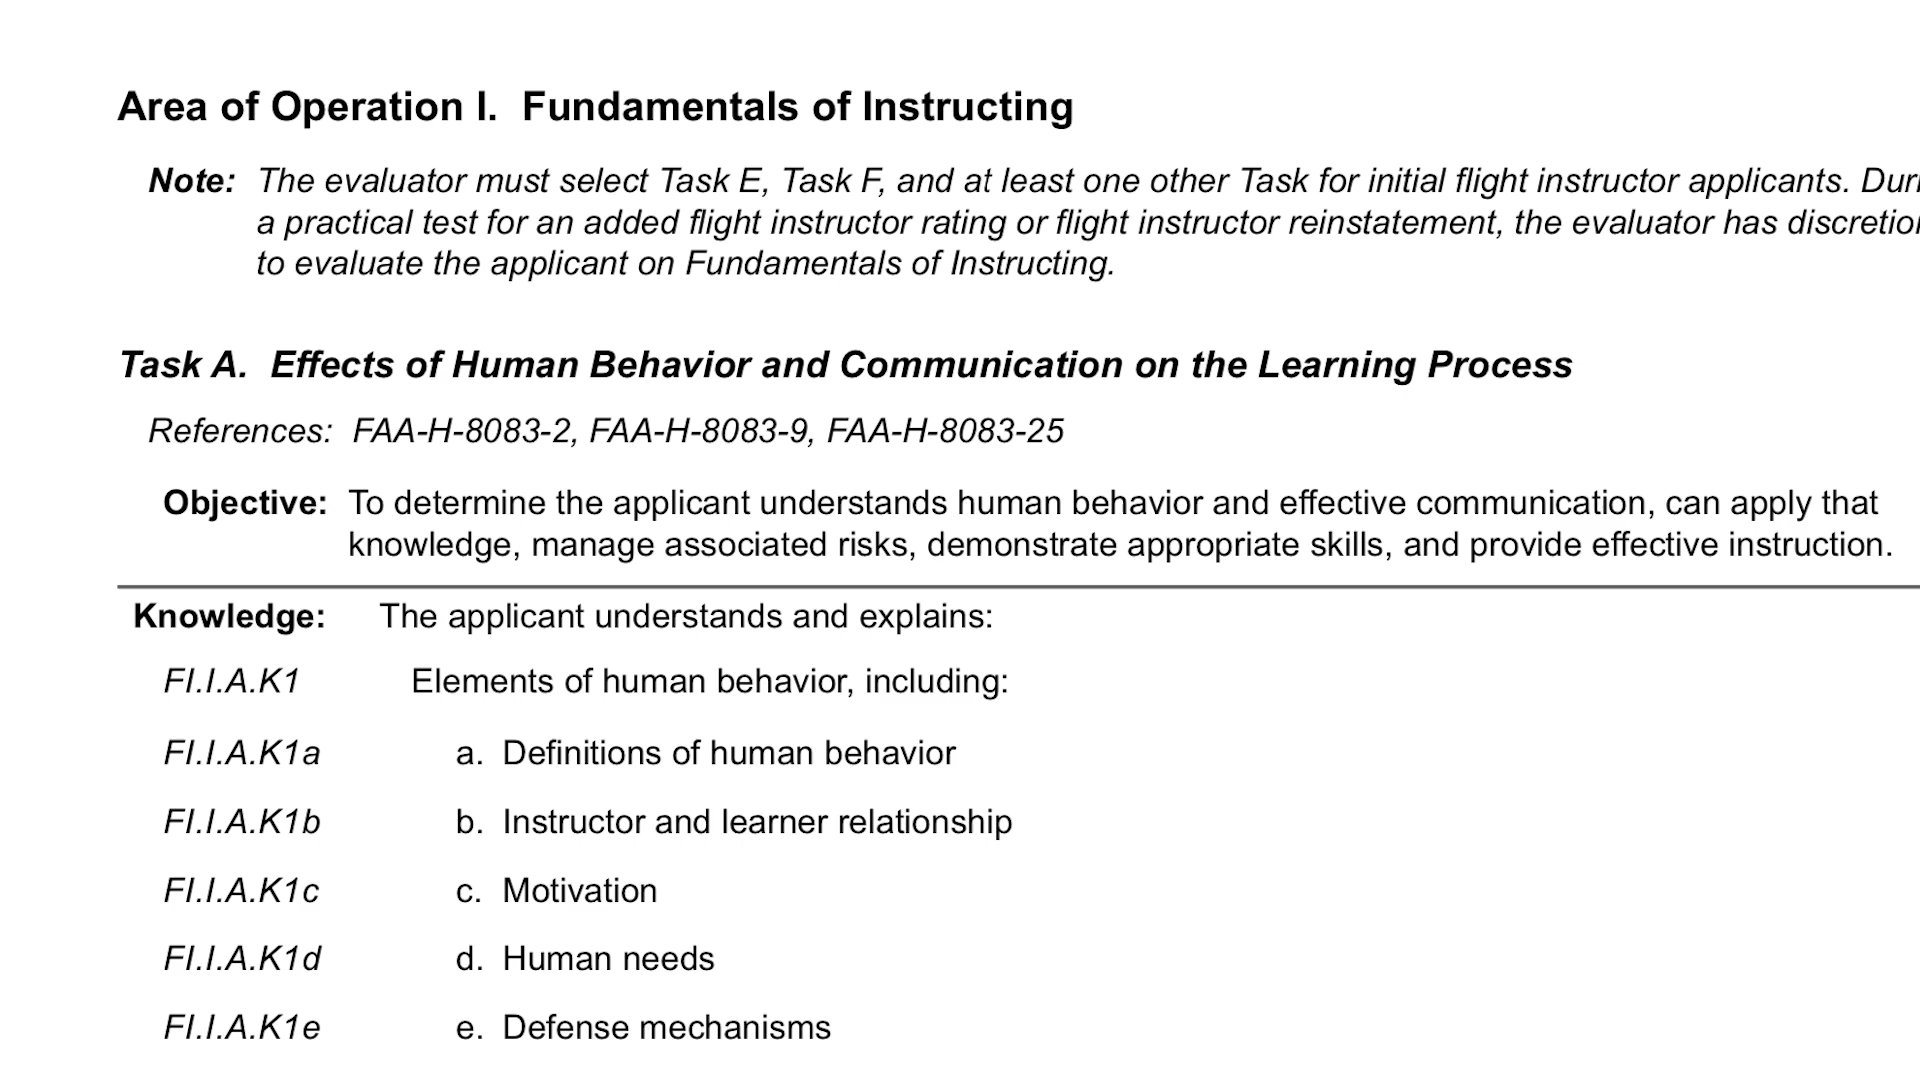 Area of Operation I. Fundamentals of Instructing
Note: The evaluator must select Task E, Task F, and at least one other Task for initial flight instructor applicants.
a practical test for an added flight instructor rating or flight instructor reinstatement, the evaluator has
to evaluate the applicant on Fundamentals of Instructing.
Task A. Effects of Human Behavior and Communication on the Learning Process
References: FAA-H-8083-2, FAA-H-8083-9, FAA-H-8083-25
Objective: To determine the applicant understands human behavior and effective communication, can apply that
knowledge, manage associated risks, demonstrate appropriate skills, and provide effective instruction.
Knowledge: The applicant understands and explains:
FI.I.A.K1 Elements of human behavior, including:
FI.I.A.K1a a. Definitions of human behavior
FI.I.A.K1b b. Instructor and learner relationship
FI.I.A.K1c c. Motivation
FI.I.A.K1d d. Human needs
FI.I.A.K1e e. Defense mechanisms